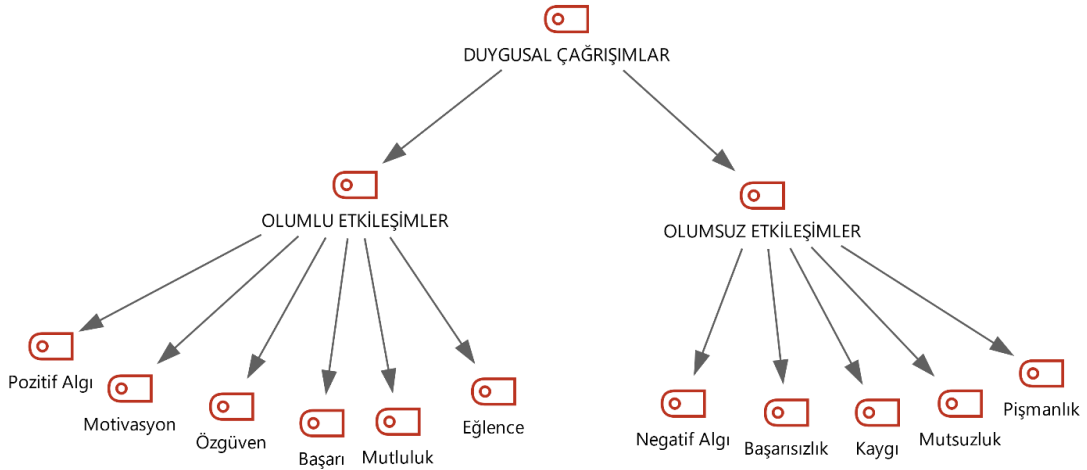 DUYGUSAL ÇAĞRIŞIMLAR
OLUMLU ETKİLEŞİMLER
OLUMSUZ ETKİLEŞİMLER
Pozitif Algı
Motivasyon
Özgüven
Başarı
Mutluluk
Eğlence
Negatif Algı
Başarısızlık
Kaygı
Mutsuzluk
Pişmanlık